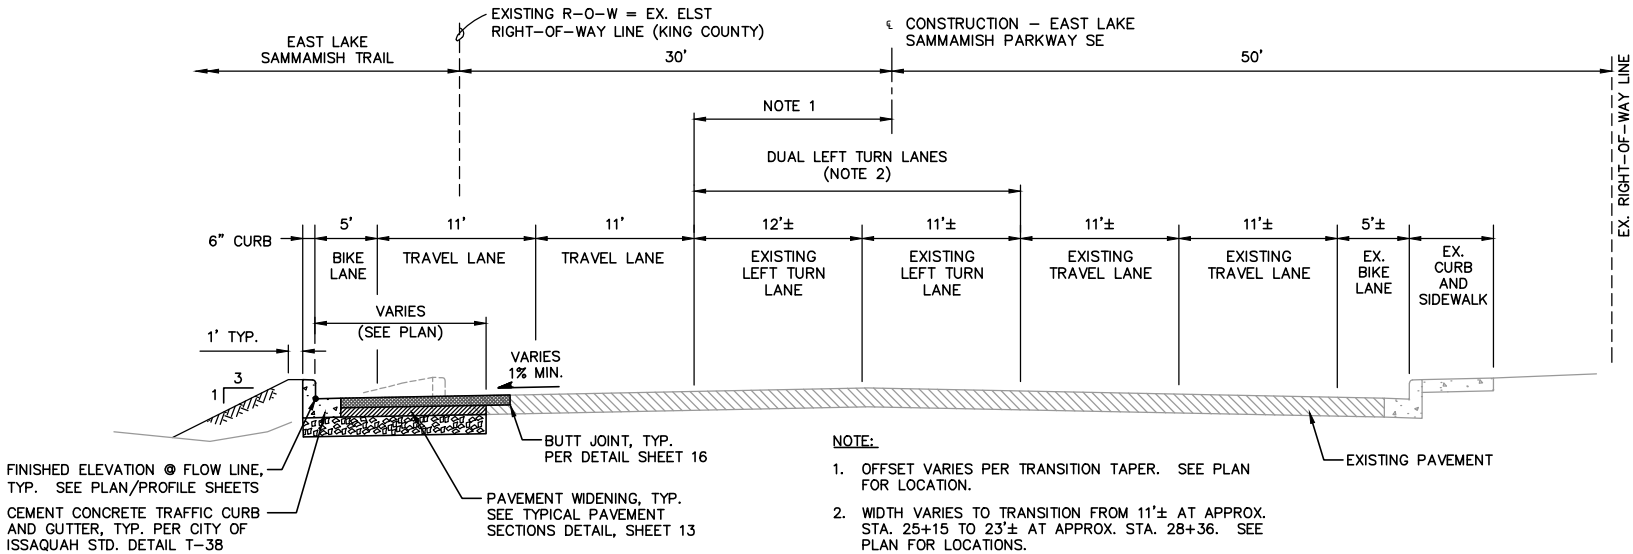 EXISTING R-O-W = EX. ELST
RIGHT-OF-WAY LINE (KING COUNTY)
℄ CONSTRUCTION – EAST LAKE
SAMMAMISH PARKWAY SE
EAST LAKE
SAMMAMISH TRAIL
30'
50'
EX. RIGHT-OF-WAY LINE
NOTE 1
DUAL LEFT TURN LANES
(NOTE 2)
6" CURB
5'
BIKE
LANE
11'
TRAVEL LANE
11'
TRAVEL LANE
12'±
EXISTING
LEFT TURN
LANE
11'±
EXISTING
LEFT TURN
LANE
11'±
EXISTING
TRAVEL LANE
11'±
EXISTING
TRAVEL LANE
5'±
EX.
BIKE
LANE
EX.
CURB
AND
SIDEWALK
VARIES
(SEE PLAN)
1' TYP.
VARIES
1% MIN.
3
1
BUTT JOINT, TYP.
PER DETAIL SHEET 16
EXISTING PAVEMENT
FINISHED ELEVATION @ FLOW LINE,
TYP. SEE PLAN/PROFILE SHEETS
CEMENT CONCRETE TRAFFIC CURB
AND GUTTER, TYP. PER CITY OF
ISSAQUAH STD. DETAIL T-38
PAVEMENT WIDENING, TYP.
SEE TYPICAL PAVEMENT
SECTIONS DETAIL, SHEET 13
NOTE:
1. OFFSET VARIES PER TRANSITION TAPER. SEE PLAN
FOR LOCATION.
2. WIDTH VARIES TO TRANSITION FROM 11'± AT APPROX.
STA. 25+15 TO 23'± AT APPROX. STA. 28+36. SEE
PLAN FOR LOCATIONS.